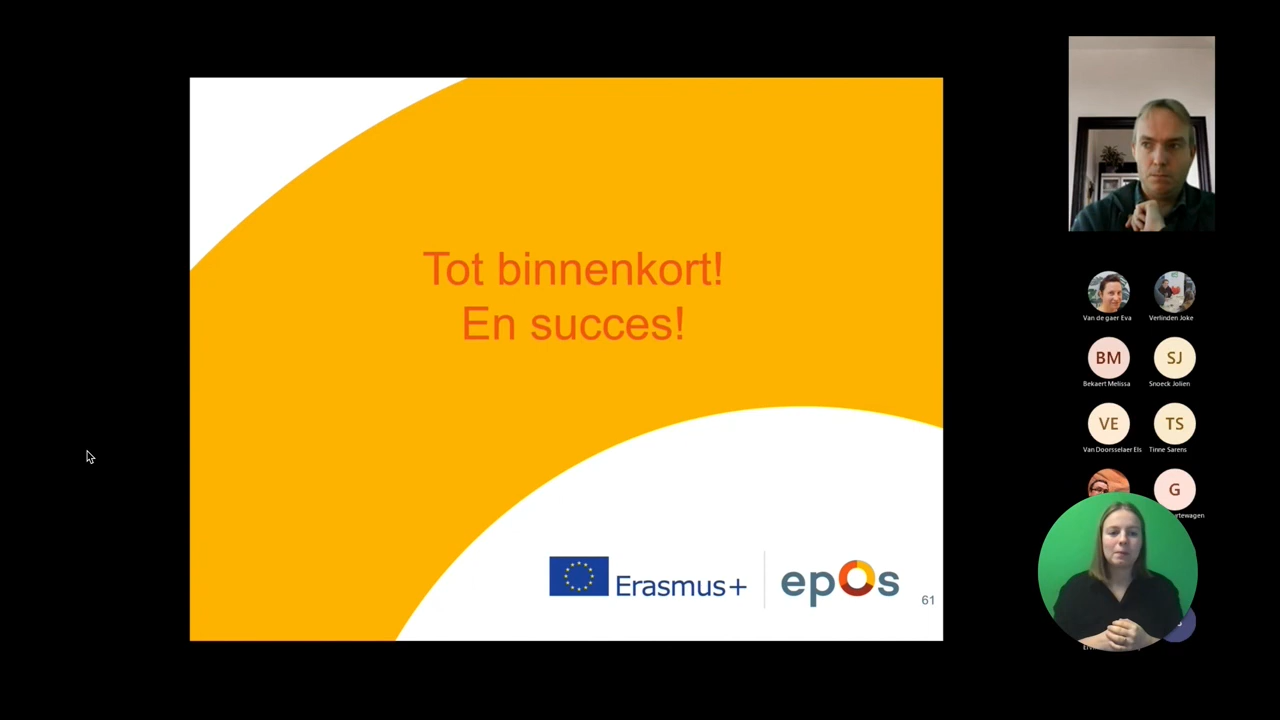 Tot binnenkort!
En succes!
Erasmus+
epos
61
Van de gaer Eva
Verlinden Joke
BM
SJ
Bekaert Melissa
Snoeck Jolien
VE
TS
Van Doorsselaer Els
Tinne Sarens
G